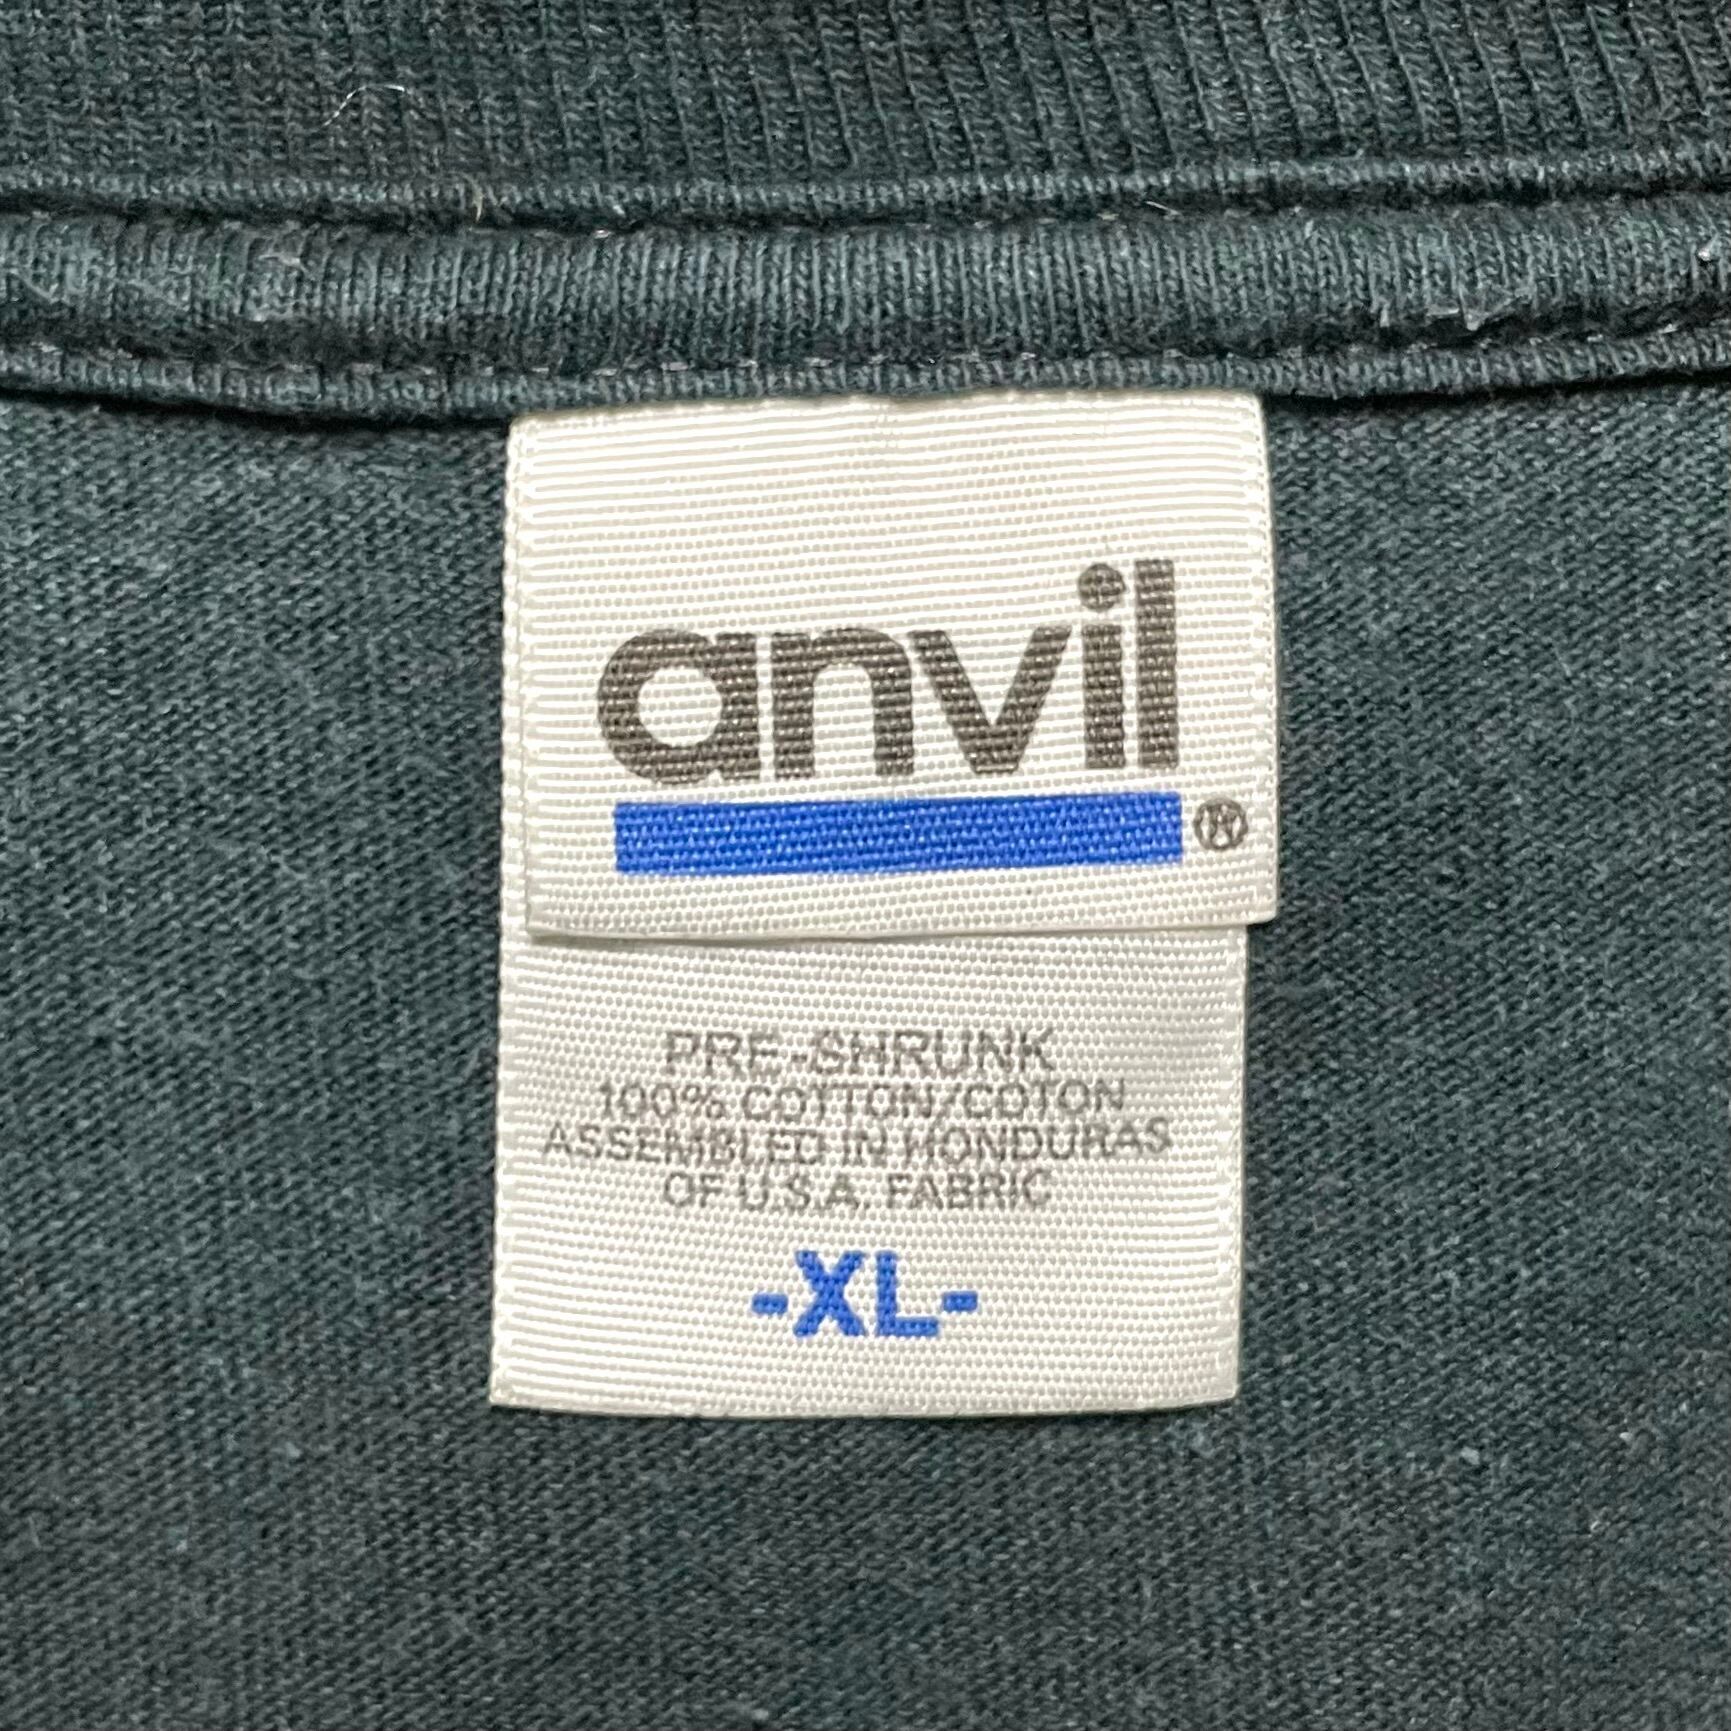 anvil
®
PRE-SHRUNK
100% COTTON/COTON
ASSEMBLED IN HONDURAS
OF U.S.A. FABRIC
-XL-